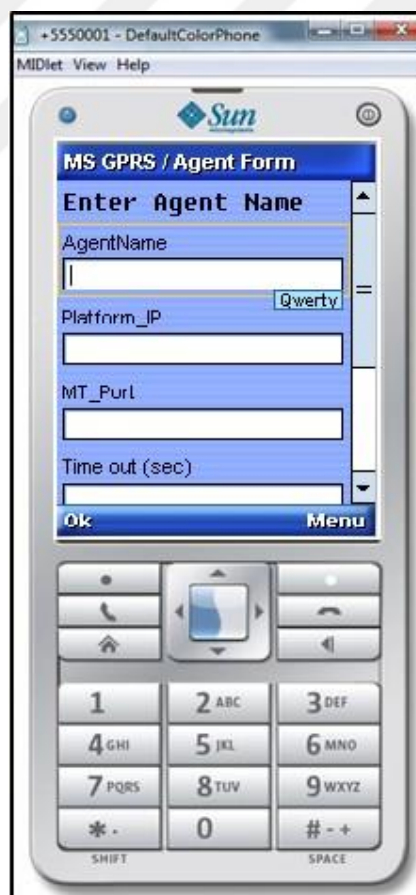 +5550001 - DefaultColorPhone
MIDlet View Help
Sun
MS GPRS / Agent Form
Enter Agent Name
AgentName
Qwerty
Platform_IP
MT_Port
Time out (sec)
Ok Menu
1 2 ABC 3 DEF
4 GHI 5 JKL 6 MNO
7 PQRS 8 TUV 9 WXYZ
* . 0 # - +
SHIFT SPACE